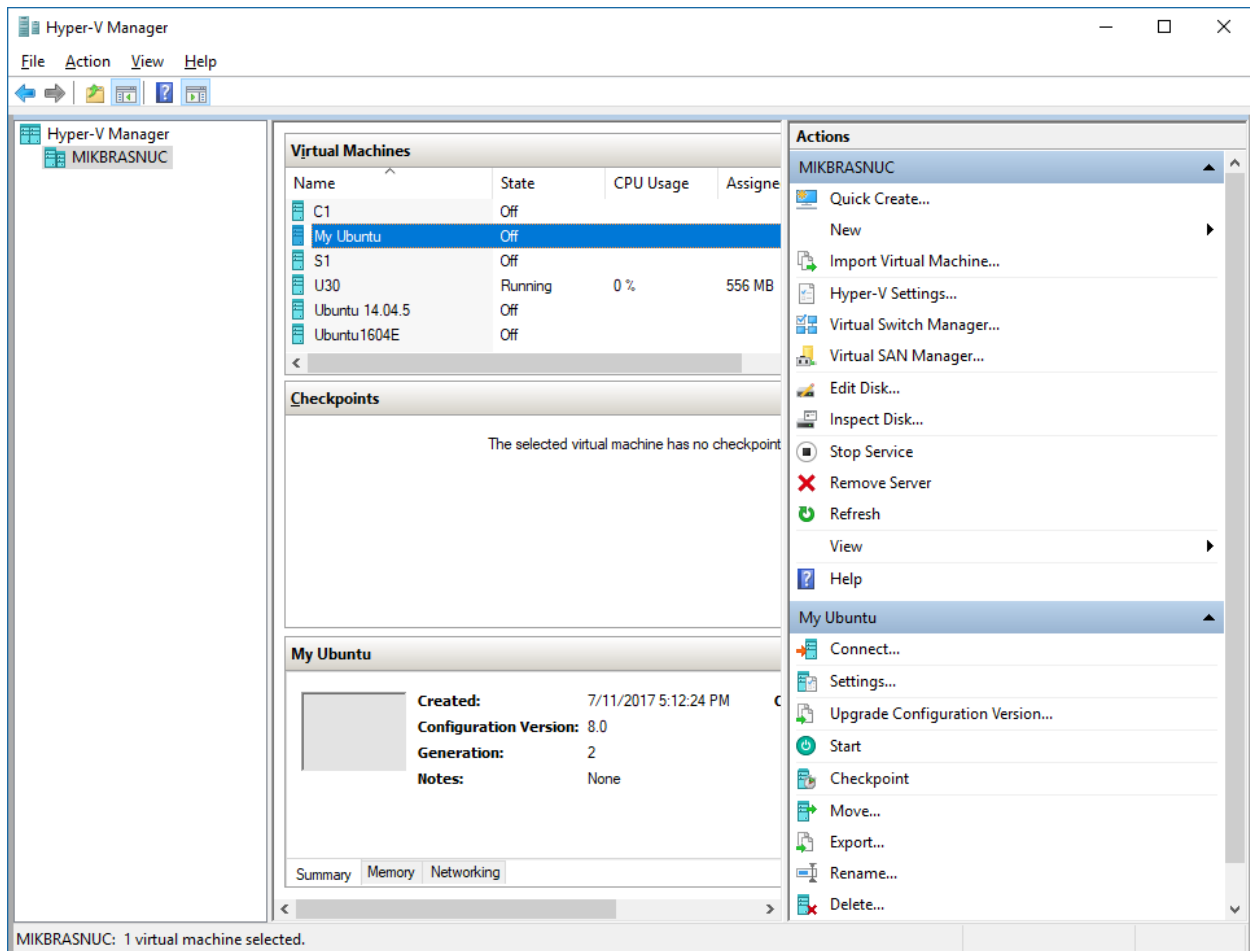 Hyper-V Manager
File Action View Help
Hyper-V Manager
MIKBRASNUC
Virtual Machines
Name State CPU Usage Assigne
C1 Off
My Ubuntu Off
S1 Off
U30 Running 0 % 556 MB
Ubuntu 14.04.5 Off
Ubuntu1604E Off
Checkpoints
The selected virtual machine has no checkpoint
My Ubuntu
Created: 7/11/2017 5:12:24 PM C
Configuration Version: 8.0
Generation: 2
Notes: None
Summary Memory Networking
Actions
MIKBRASNUC
Quick Create...
New
Import Virtual Machine...
Hyper-V Settings...
Virtual Switch Manager...
Virtual SAN Manager...
Edit Disk...
Inspect Disk...
Stop Service
Remove Server
Refresh
View
Help
My Ubuntu
Connect...
Settings...
Upgrade Configuration Version...
Start
Checkpoint
Move...
Export...
Rename...
Delete...
MIKBRASNUC: 1 virtual machine selected.